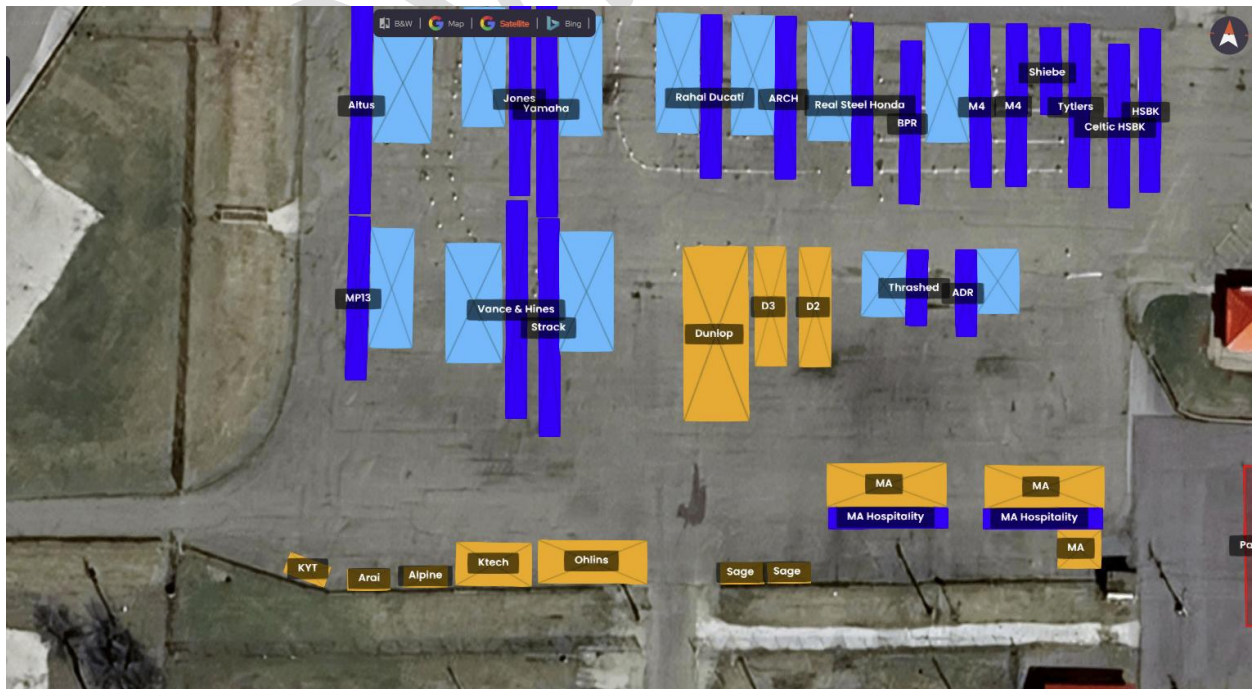 B&W | Map | Satellite | Bing |
Altus
Jones
Yamaha
Rahal Ducati
ARCH
Real Steel Honda
BPR
M4
M4
Shiebe
Tytlers
Celtic HSBK
HSBK
MP13
Vance & Hines
Strack
Dunlop
D3
D2
Thrashed
ADR
MA
MA
MA Hospitality
MA Hospitality
MA
KYT
Arai
Alpine
Ktech
Ohlins
Sage
Sage